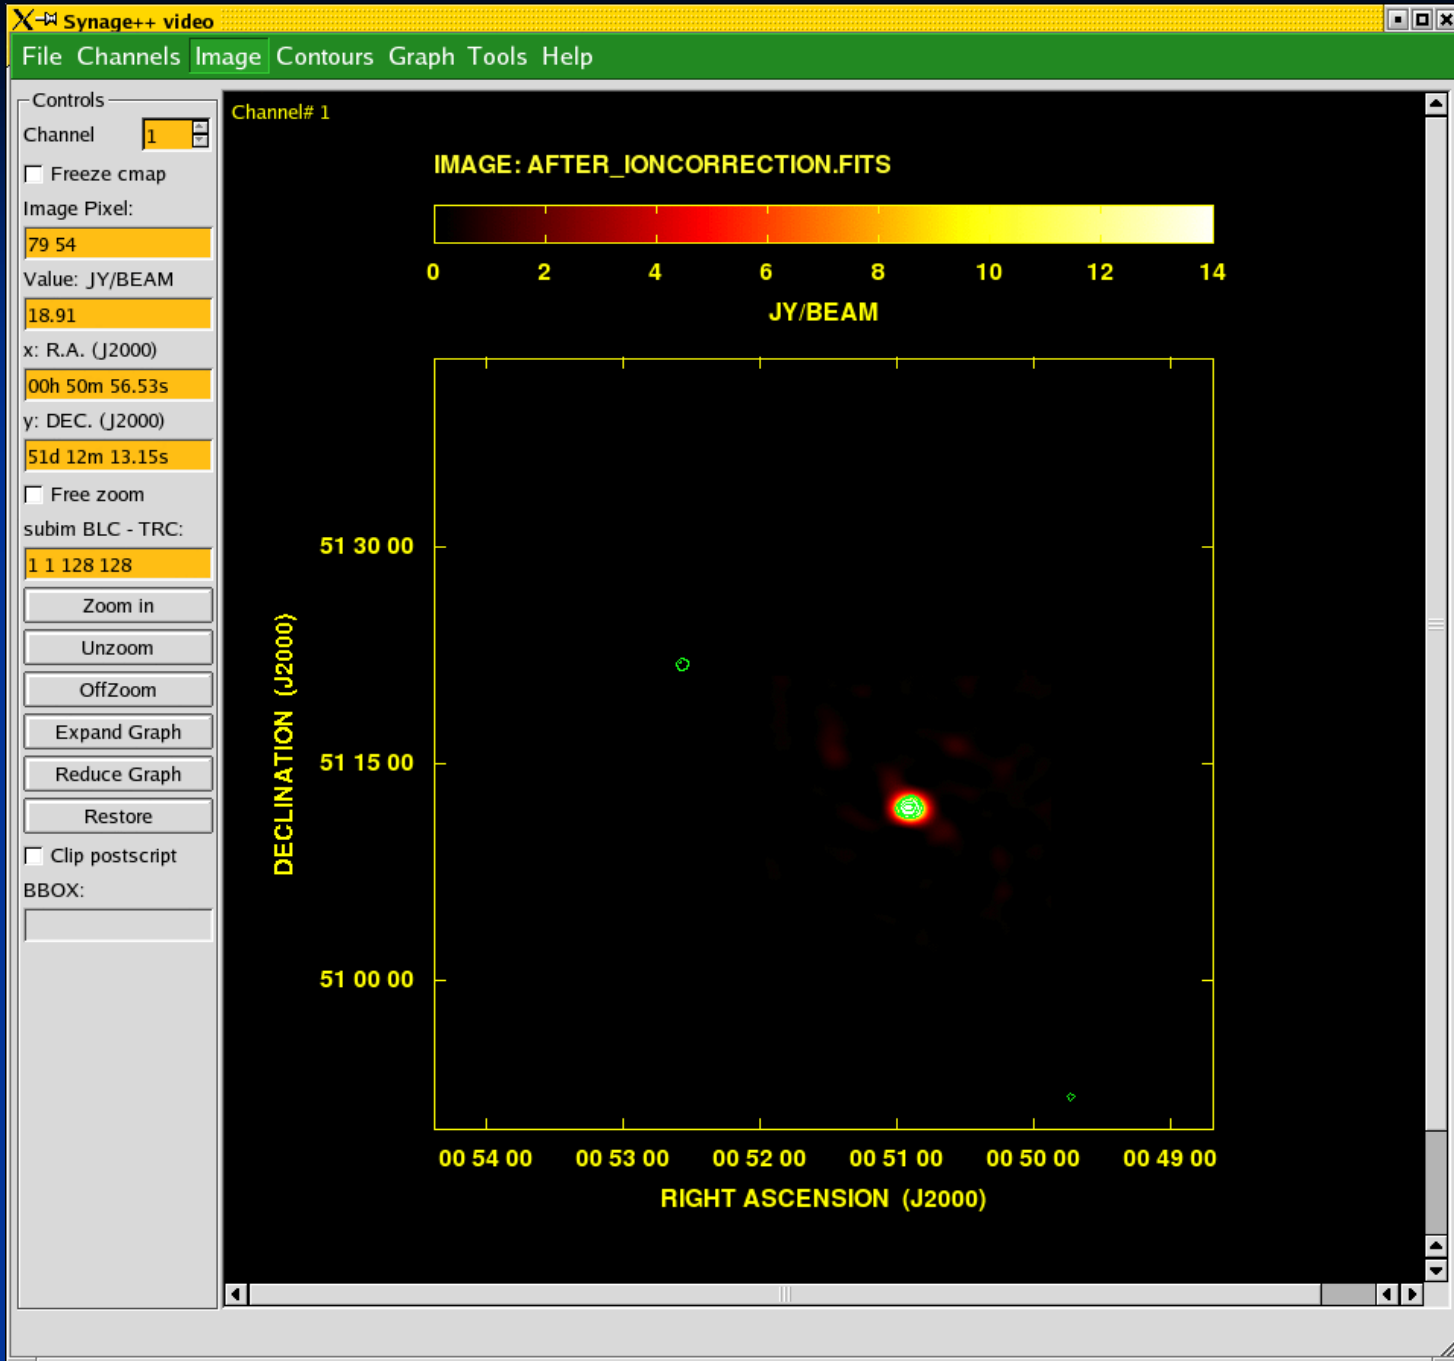 Synage++ video
File Channels Image Contours Graph Tools Help
Controls
Channel 1
Freeze cmap
Image Pixel:
79 54
Value: JY/BEAM
18.91
x: R.A. (J2000)
00h 50m 56.53s
y: DEC. (J2000)
51d 12m 13.15s
Free zoom
subim BLC - TRC:
1 1 128 128
Zoom in
Unzoom
OffZoom
Expand Graph
Reduce Graph
Restore
Clip postscript
BBOX:
Channel# 1
IMAGE: AFTER_IONCORRECTION.FITS
0 2 4 6 8 10 12 14
JY/BEAM
51 30 00
51 15 00
51 00 00
DECLINATION (J2000)
00 54 00 00 53 00 00 52 00 00 51 00 00 50 00 00 49 00
RIGHT ASCENSION (J2000)